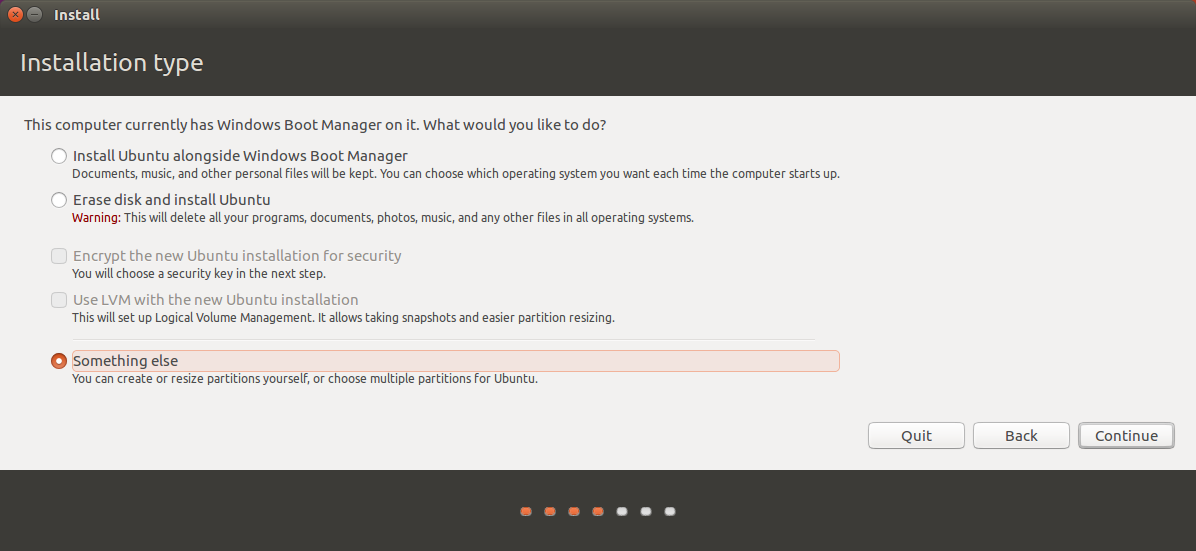 Install
Installation type
This computer currently has Windows Boot Manager on it. What would you like to do?
Install Ubuntu alongside Windows Boot Manager
Documents, music, and other personal files will be kept. You can choose which operating system you want each time the computer starts up.
Erase disk and install Ubuntu
Warning: This will delete all your programs, documents, photos, music, and any other files in all operating systems.
Encrypt the new Ubuntu installation for security
You will choose a security key in the next step.
Use LVM with the new Ubuntu installation
This will set up Logical Volume Management. It allows taking snapshots and easier partition resizing.
Something else
You can create or resize partitions yourself, or choose multiple partitions for Ubuntu.
Quit Back Continue